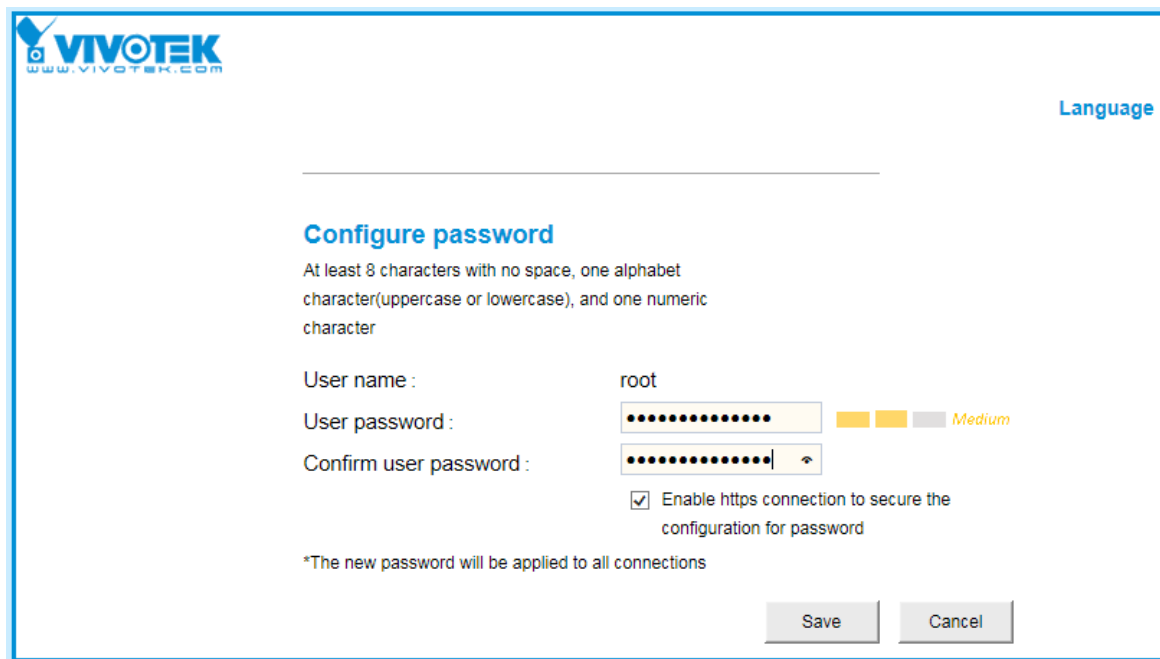 VIVOTEK
www.vivotek.com
Language
Configure password
At least 8 characters with no space, one alphabet
character(uppercase or lowercase), and one numeric
character
User name : root
User password : •••••••••••••• Medium
Confirm user password : ••••••••••••••
Enable https connection to secure the
configuration for password
*The new password will be applied to all connections
Save Cancel